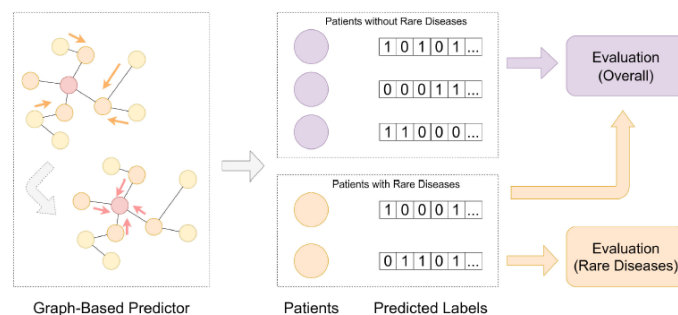 Patients without Rare Diseases
1 0 1 0 1 ...
0 0 0 1 1 ...
1 1 0 0 0 ...
Patients with Rare Diseases
1 0 0 0 1 ...
0 1 1 0 1 ...
Evaluation
(Overall)
Evaluation
(Rare Diseases)
Graph-Based Predictor
Patients
Predicted Labels